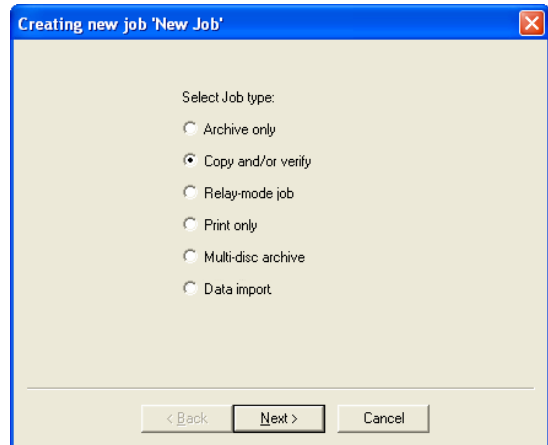 Creating new job 'New Job'
Select Job type:
Archive only
Copy and/or verify
Relay-mode job
Print only
Multi-disc archive
Data import
< Back Next > Cancel